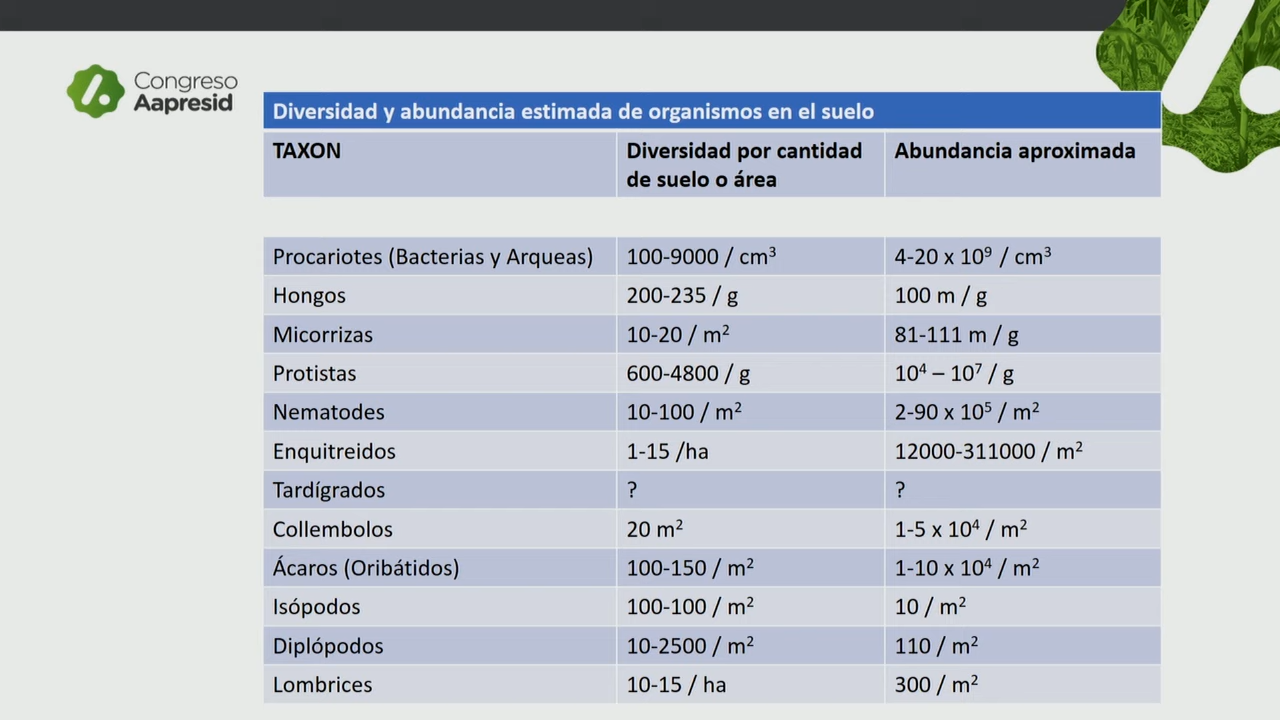 Congreso
Aapresid
Diversidad y abundancia estimada de organismos en el suelo
TAXON Diversidad por cantidad de suelo o área Abundancia aproximada
Procariotes (Bacterias y Arqueas) 100-9000 / cm³ 4-20 x 10⁹ / cm³
Hongos 200-235 / g 100 m / g
Micorrizas 10-20 / m² 81-111 m / g
Protistas 600-4800 / g 10⁴ – 10⁷ / g
Nematodes 10-100 / m² 2-90 x 10⁵ / m²
Enquitreidos 1-15 /ha 12000-311000 / m²
Tardígrados ? ?
Collembolos 20 m² 1-5 x 10⁴ / m²
Ácaros (Oribátidos) 100-150 / m² 1-10 x 10⁴ / m²
Isópodos 100-100 / m² 10 / m²
Diplópodos 10-2500 / m² 110 / m²
Lombrices 10-15 / ha 300 / m²